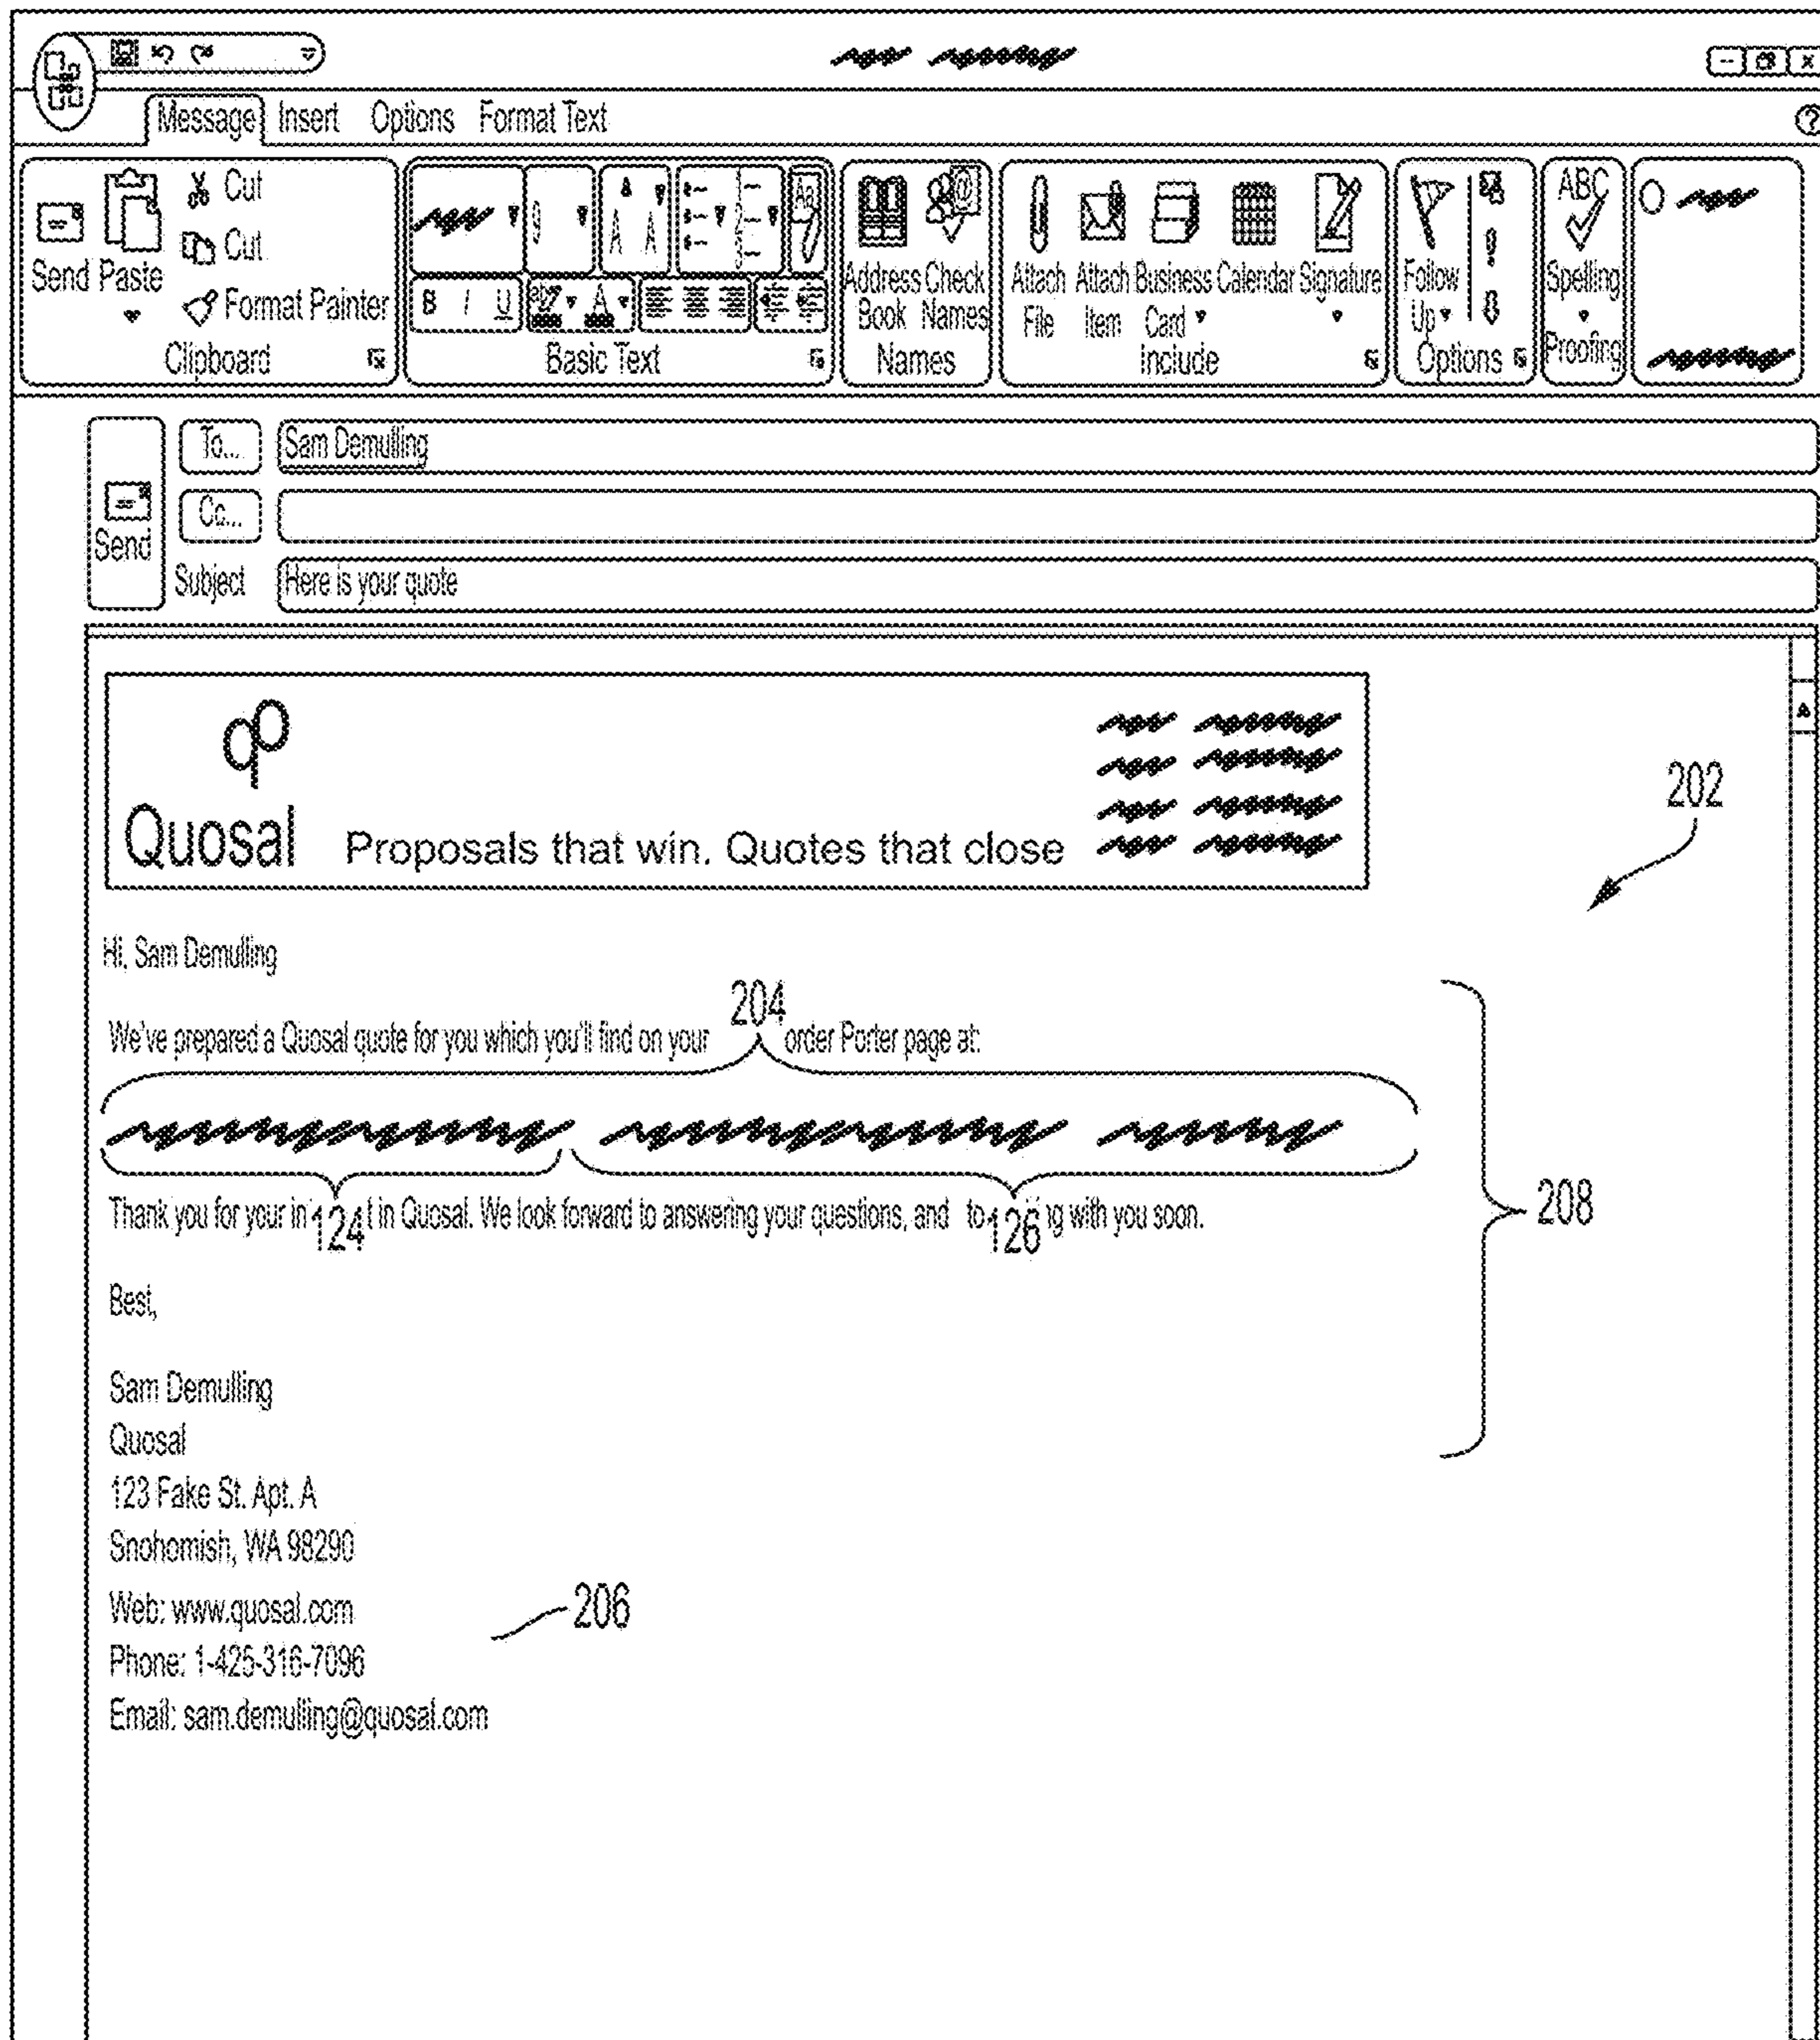 Message Insert Options Format Text
Send Paste Cut
Cut
Format Painter
Clipboard
9 A A Aa
B I U ab A
Basic Text
Address Book Check Names
Names
Attach File Attach Item Business Card Calendar Signature
Include
Follow Up
Options
ABC
Spelling
Proofing
Send
To... Sam Demulling
Cc...
Subject Here is your quote
qp
Quosal Proposals that win. Quotes that close
202
Hi, Sam Demulling
204
We've prepared a Quosal quote for you which you'll find on your order Porter page at:
208
Thank you for your in 124 t in Quosal. We look forward to answering your questions, and to 126 ig with you soon.
Best,
Sam Demulling
Quosal
123 Fake St. Apt. A
Snohomish, WA 98290
Web: www.quosal.com
206
Phone: 1-425-316-7096
Email: sam.demulling@quosal.com